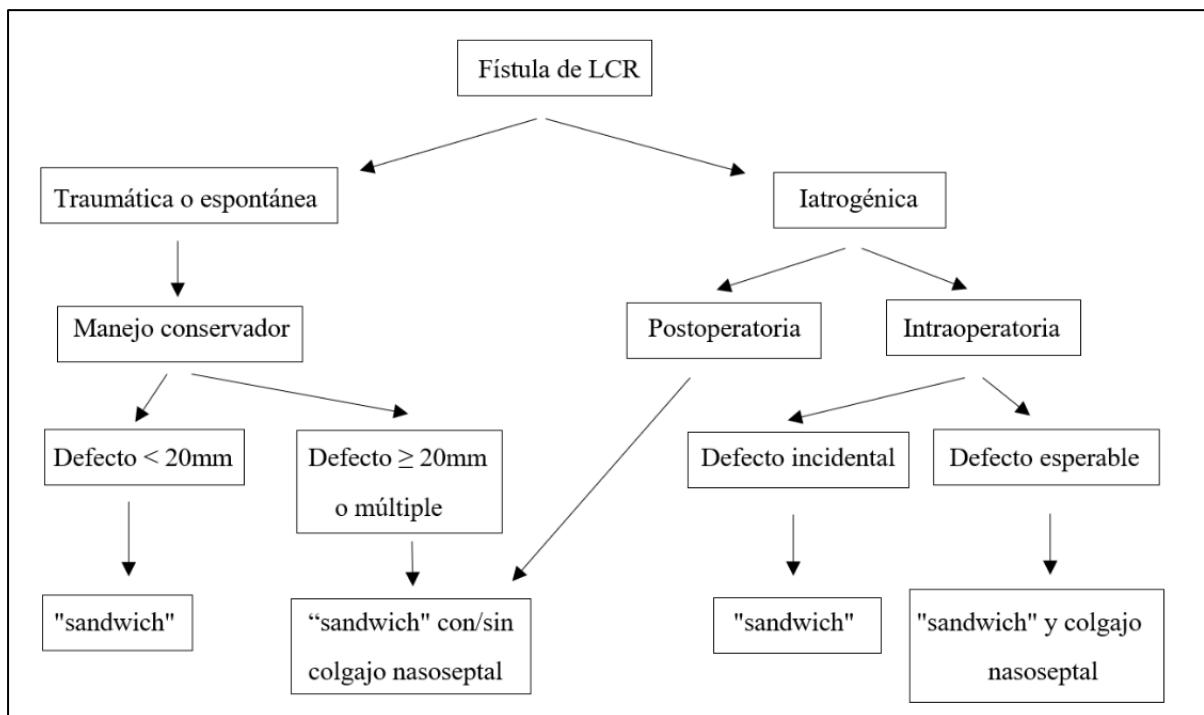 Fístula de LCR
Traumática o espontánea
Iatrogénica
Manejo conservador
Postoperatoria
Intraoperatoria
Defecto < 20mm
Defecto ≥ 20mm
o múltiple
Defecto incidental
Defecto esperable
"sandwich"
“sandwich" con/sin
colgajo nasoseptal
"sandwich"
"sandwich" y colgajo
nasoseptal